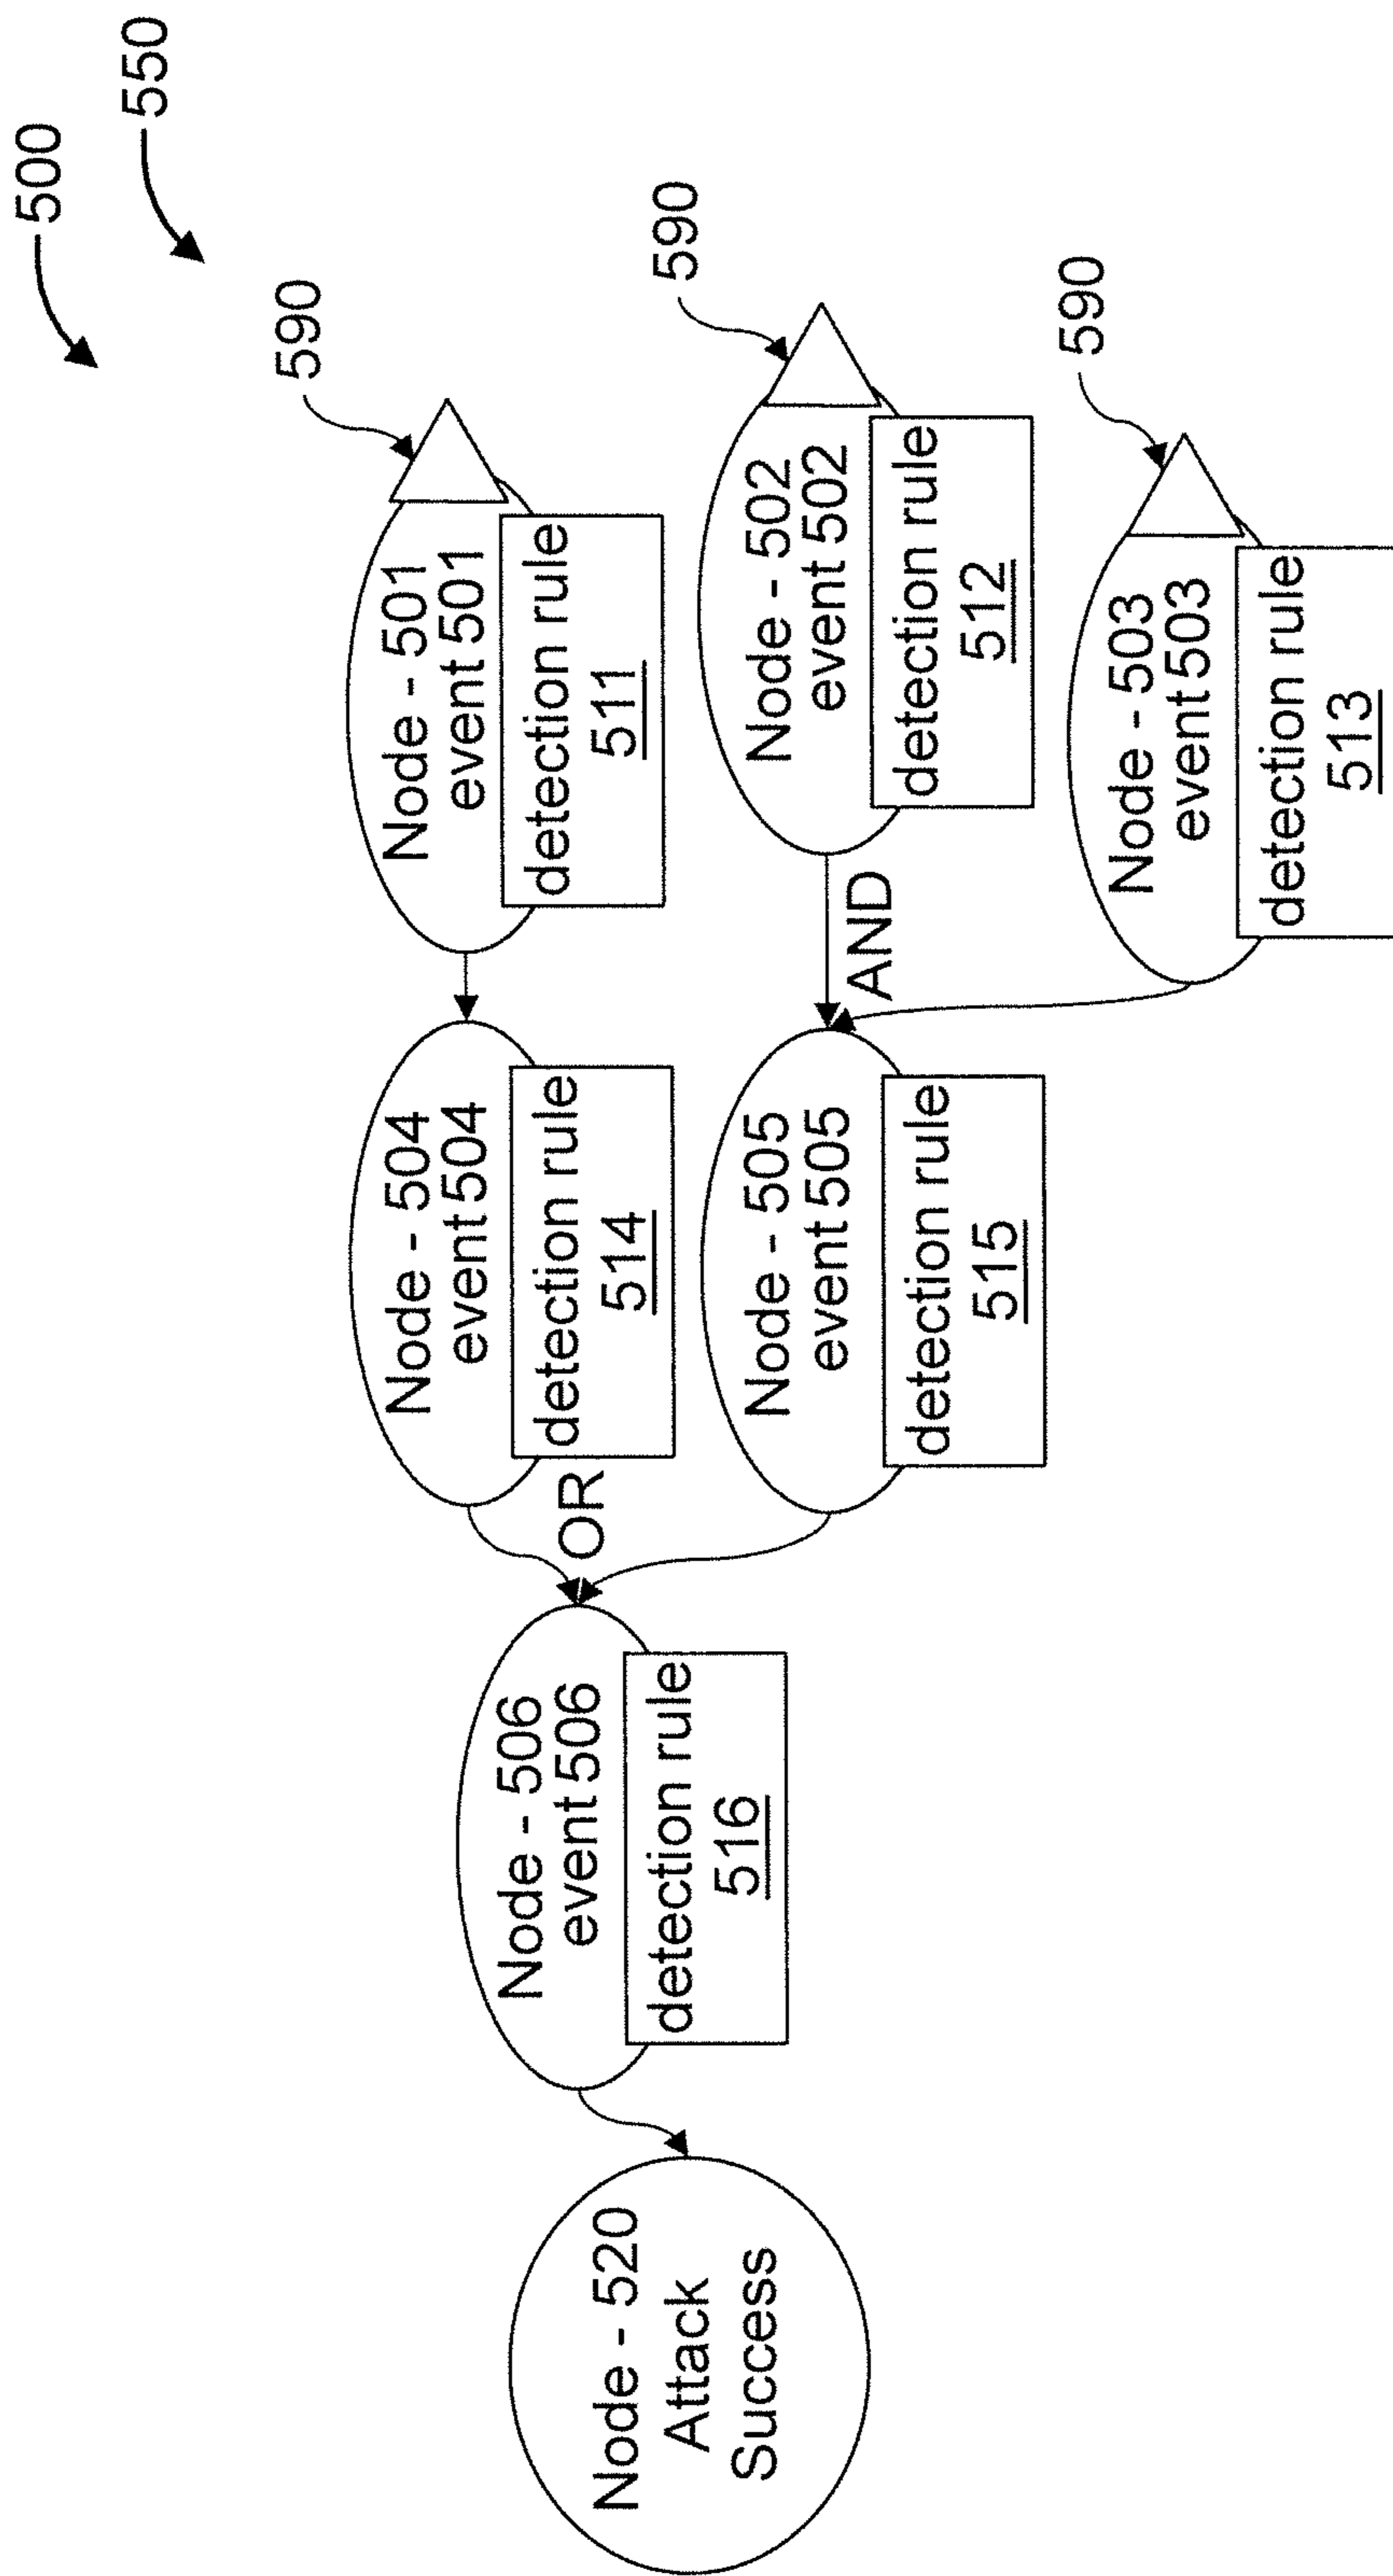 500
550
590
Node - 501
event 501
detection rule
511
590
Node - 502
event 502
detection rule
512
590
Node - 503
event 503
detection rule
513
AND
Node - 504
event 504
detection rule
514
Node - 505
event 505
detection rule
515
OR
Node - 506
event 506
detection rule
516
Node - 520
Attack
Success